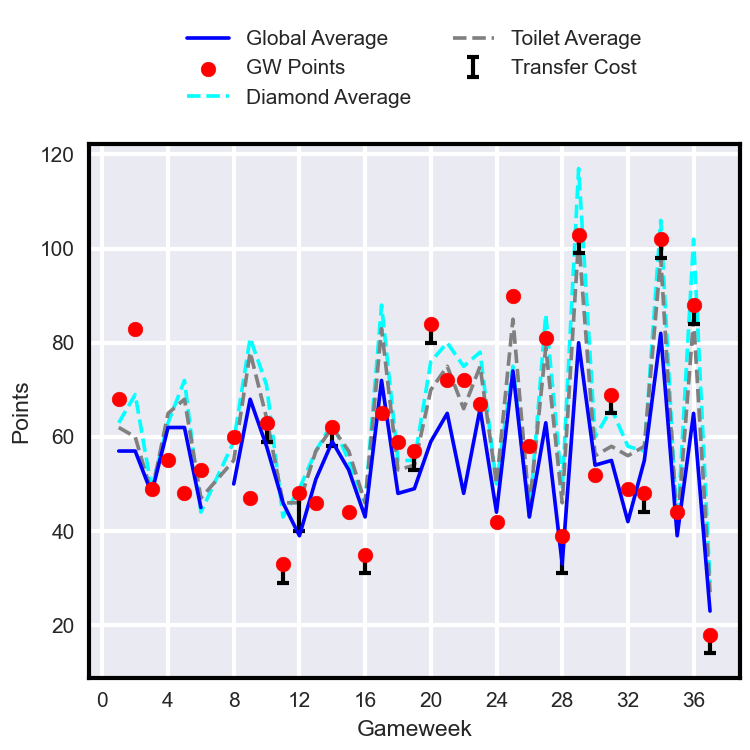 Global Average
GW Points
Diamond Average
Toilet Average
Transfer Cost
120
100
80
60
40
20
Points
0 4 8 12 16 20 24 28 32 36
Gameweek